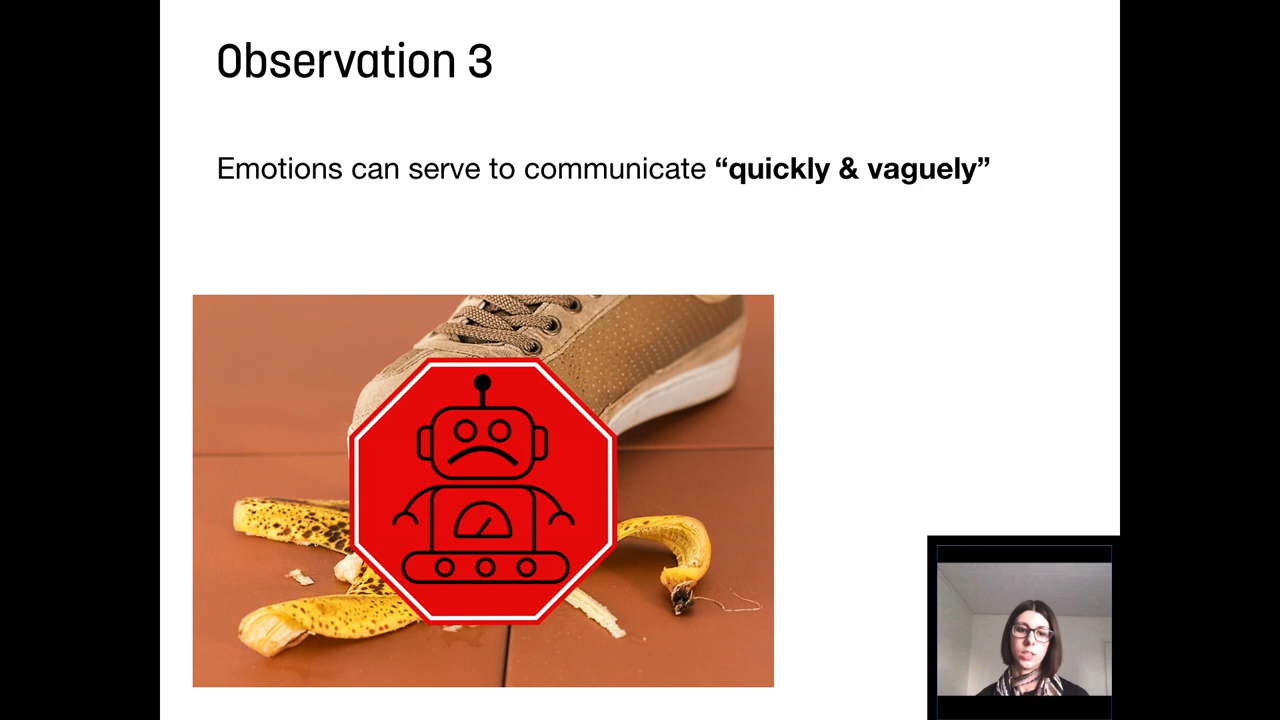 Observation 3
Emotions can serve to communicate “quickly & vaguely”